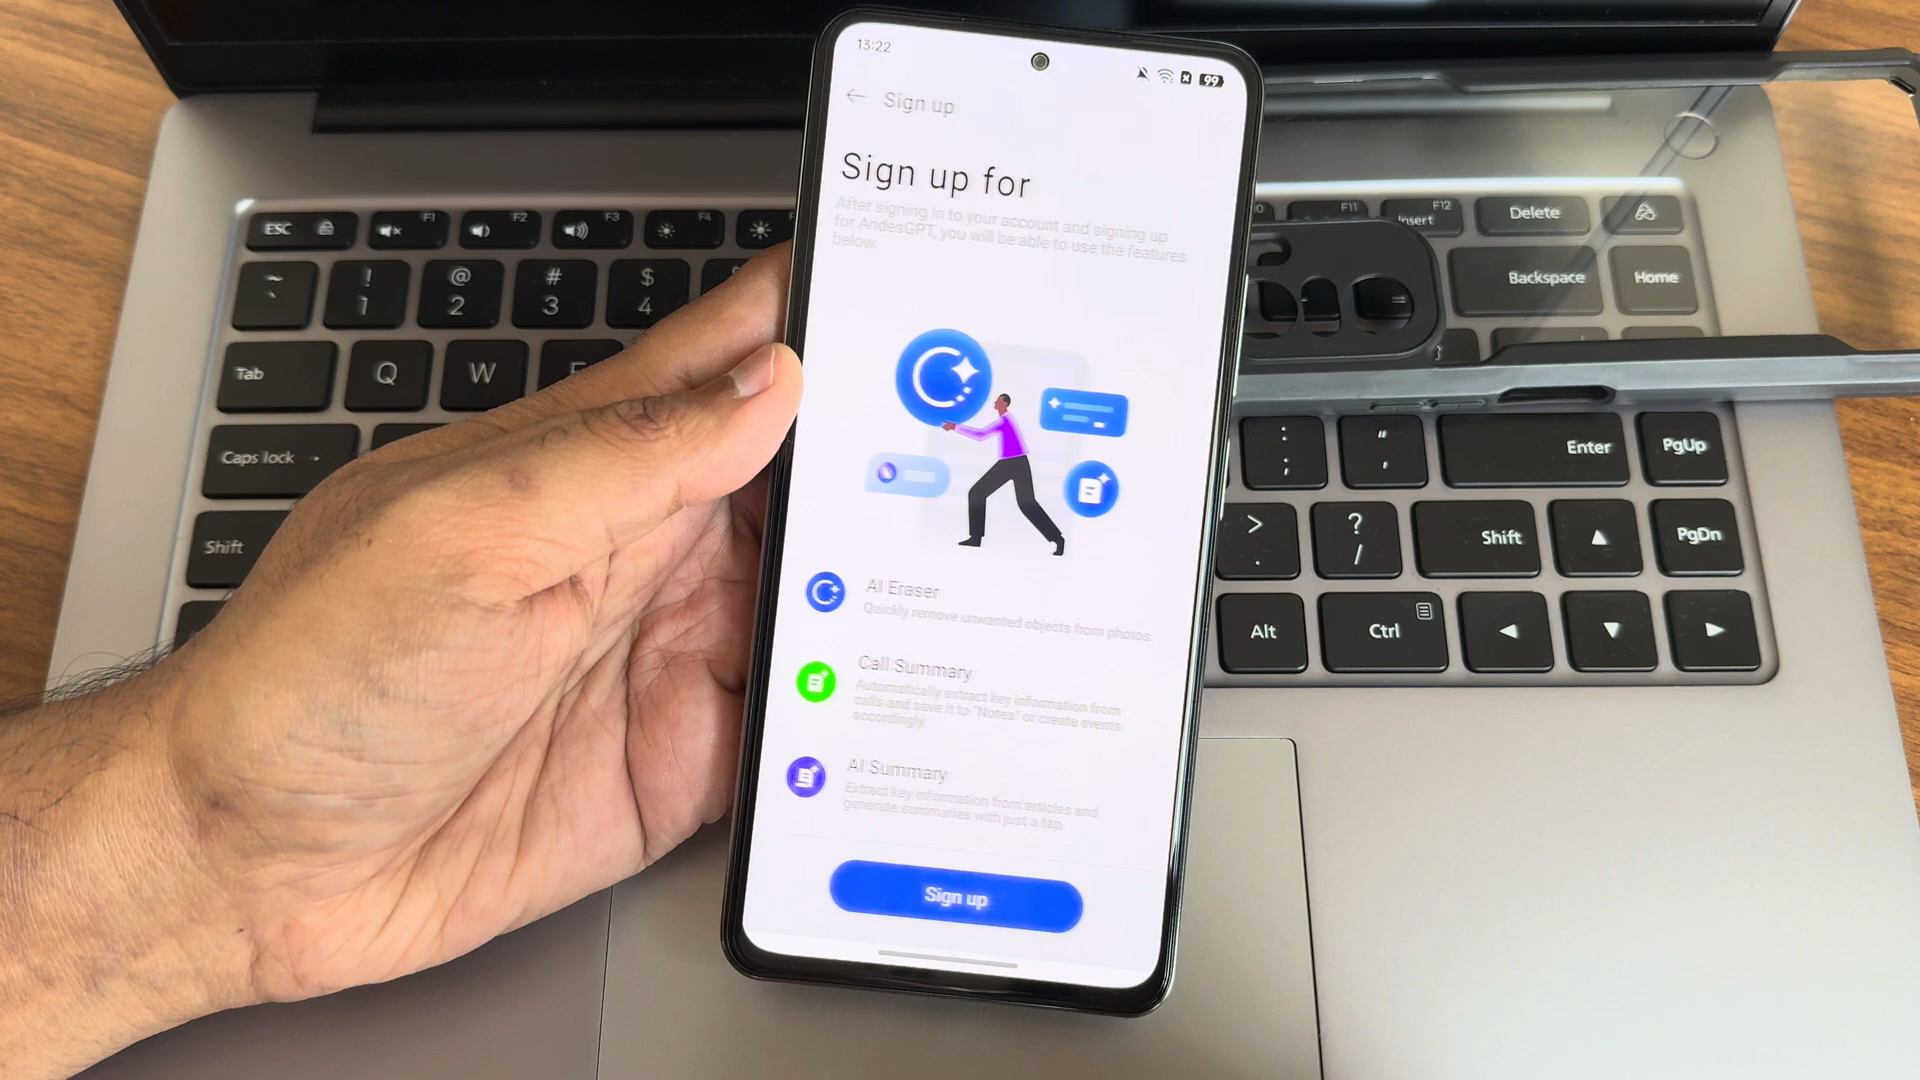 13:22
99
Sign up
Sign up for
After signing in to your account and signing up
for AndesGPT, you will be able to use the features
below.
AI Eraser
Quickly remove unwanted objects from photos.
Call Summary
Automatically extract key information from
calls and save it to "Notes" or create events
accordingly.
AI Summary
Extract key information from articles and
generate summaries with just a tap.
Sign up
ESC F1 F2 F3 F4 F11 F12 Insert Delete
~ ` ! 1 @ 2 # 3 $ 4 Backspace Home
Tab Q W
Caps lock : ; " ' Enter PgUp
Shift > . ? / Shift ▲ PgDn
Alt Ctrl ◀ ▼ ▶